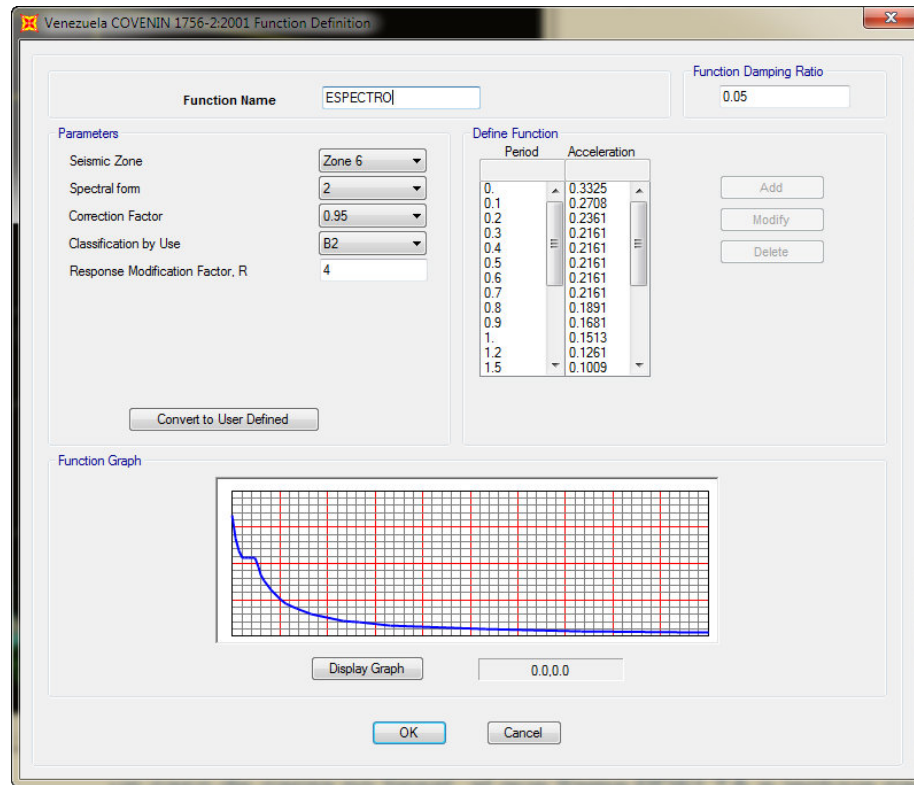 Venezuela COVENIN 1756-2:2001 Function Definition
Function Damping Ratio
Function Name
ESPECTRO
0.05
Parameters
Seismic Zone
Zone 6
Spectral form
2
Correction Factor
0.95
Classification by Use
B2
Response Modification Factor, R
4
Convert to User Defined
Define Function
Period Acceleration
0. 0.3325
0.1 0.2708
0.2 0.2361
0.3 0.2161
0.4 0.2161
0.5 0.2161
0.6 0.2161
0.7 0.2161
0.8 0.1891
0.9 0.1681
1. 0.1513
1.2 0.1261
1.5 0.1009
Add
Modify
Delete
Function Graph
Display Graph
0.0,0.0
OK
Cancel